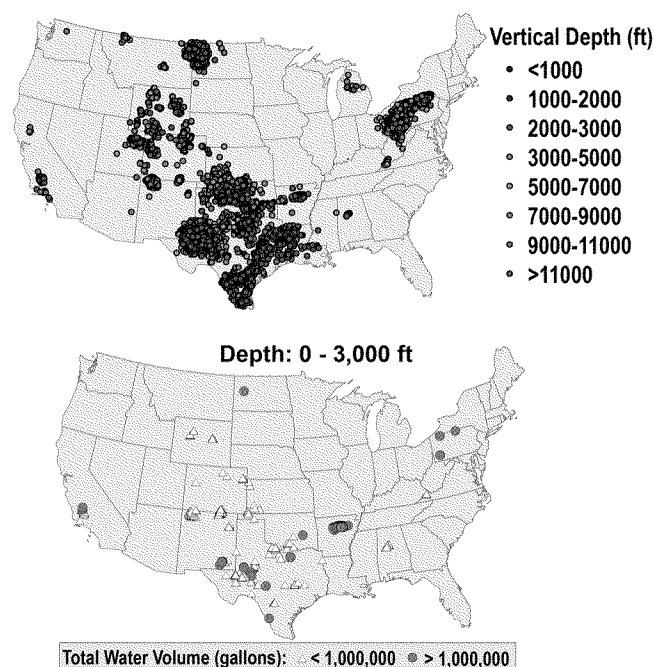 Vertical Depth (ft)
<1000
1000-2000
2000-3000
3000-5000
5000-7000
7000-9000
9000-11000
>11000
Depth: 0 - 3,000 ft
Total Water Volume (gallons): < 1,000,000 > 1,000,000